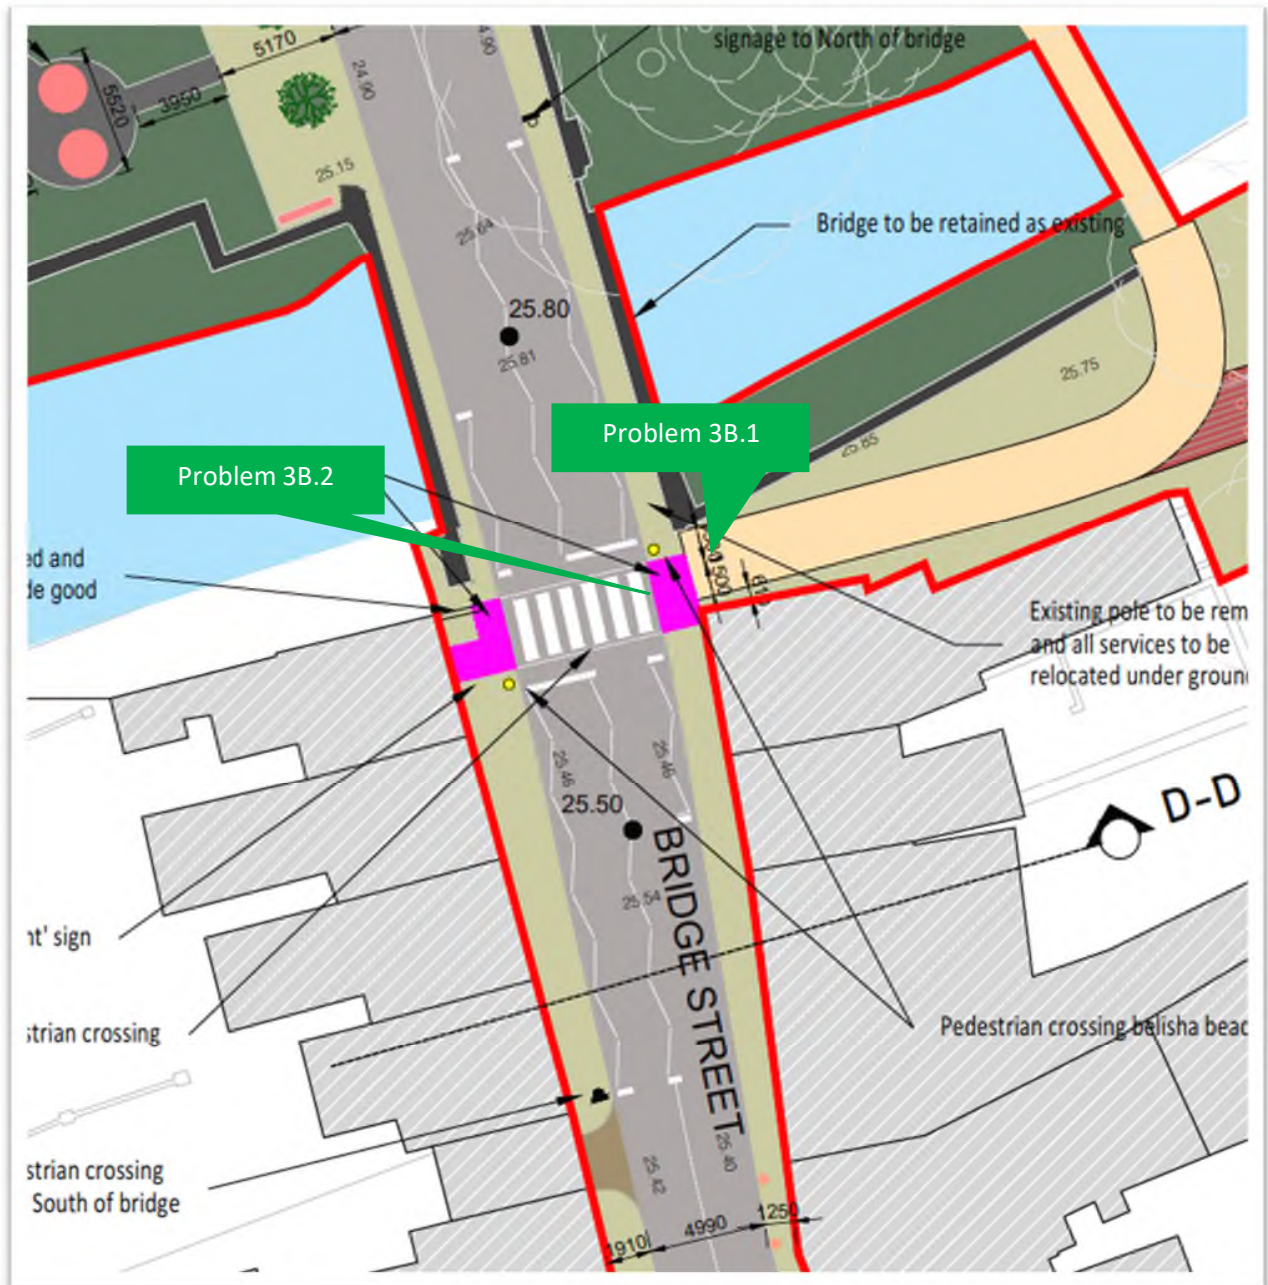 signage to North of bridge
5170
3950
5520
24.90
24.90
25.15
25.64
Bridge to be retained as existing
25.80
25.81
25.75
25.85
Problem 3B.1
Problem 3B.2
ed and
de good
1500
Existing pole to be rem
and all services to be
relocated under groun
25.46
25.46
25.50
D-D
BRIDGE STREET
25.54
nt' sign
strian crossing
Pedestrian crossing belisha beac
strian crossing
South of bridge
25.40
25.42
1910
4990
1250